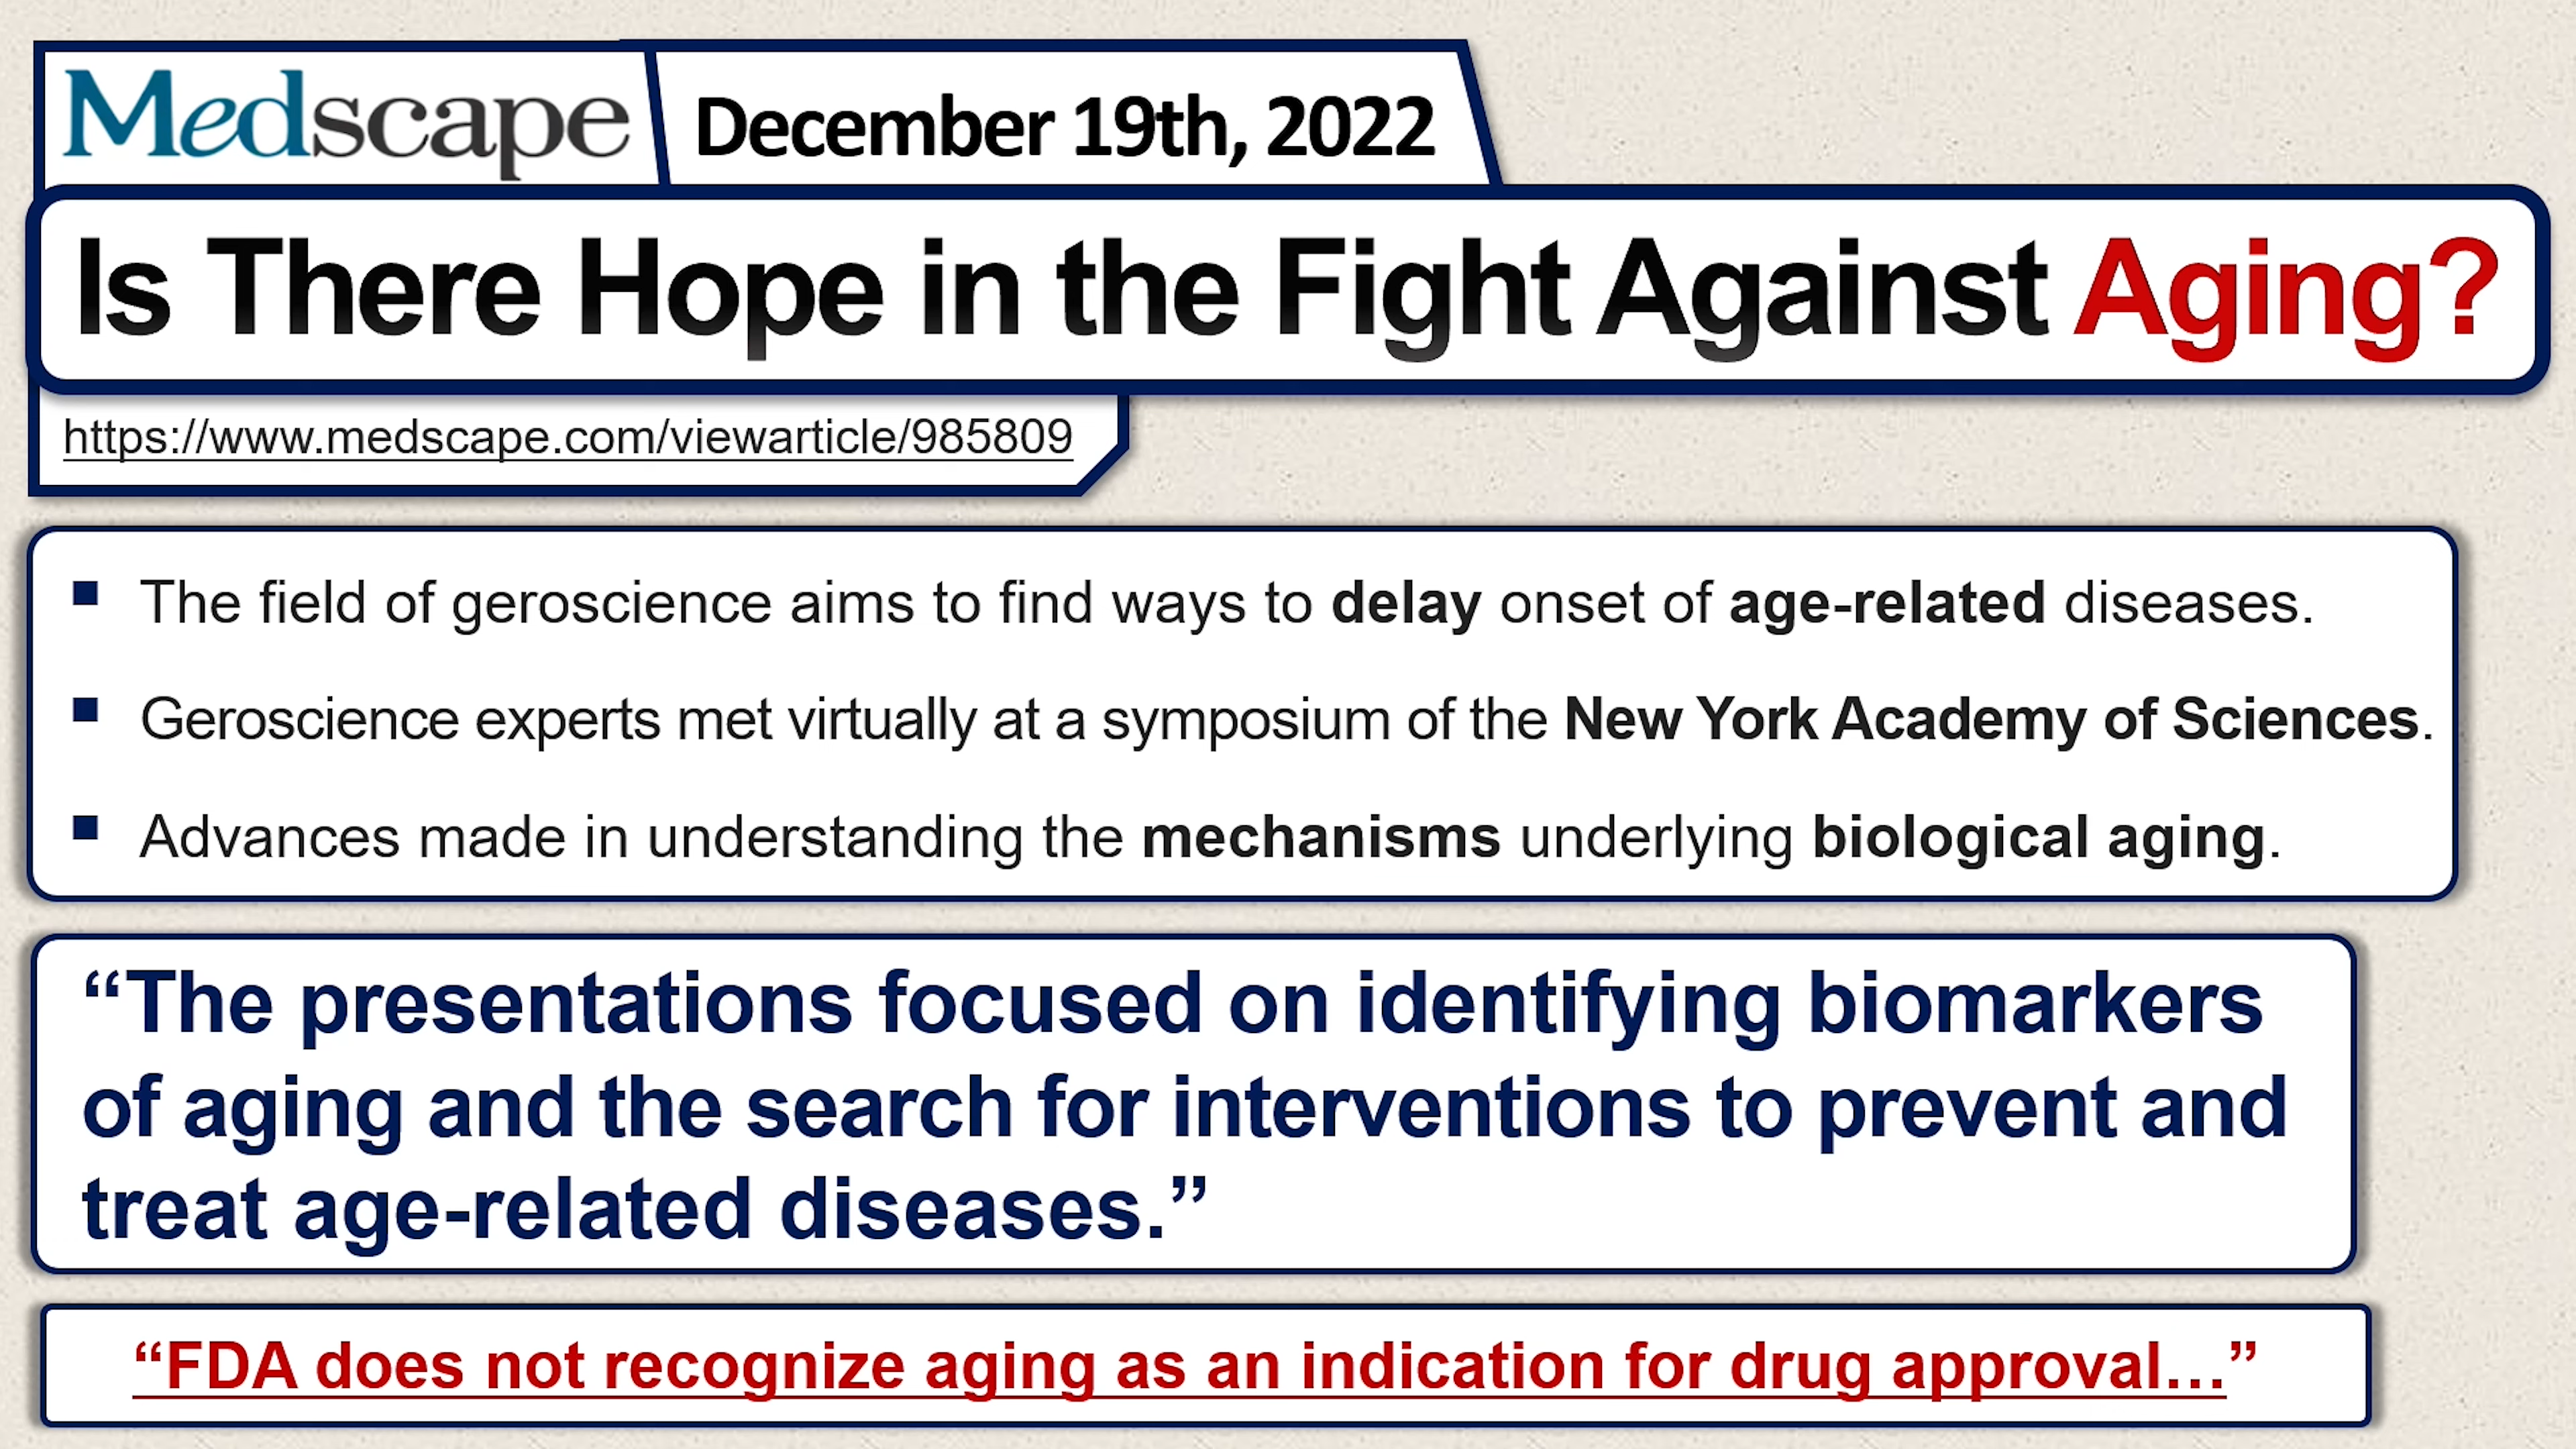 Medscape
December 19th, 2022
Is There Hope in the Fight Against Aging?
https://www.medscape.com/viewarticle/985809
▪ The field of geroscience aims to find ways to delay onset of age-related diseases.
▪ Geroscience experts met virtually at a symposium of the New York Academy of Sciences.
▪ Advances made in understanding the mechanisms underlying biological aging.
“The presentations focused on identifying biomarkers
of aging and the search for interventions to prevent and
treat age-related diseases.”
“FDA does not recognize aging as an indication for drug approval…”